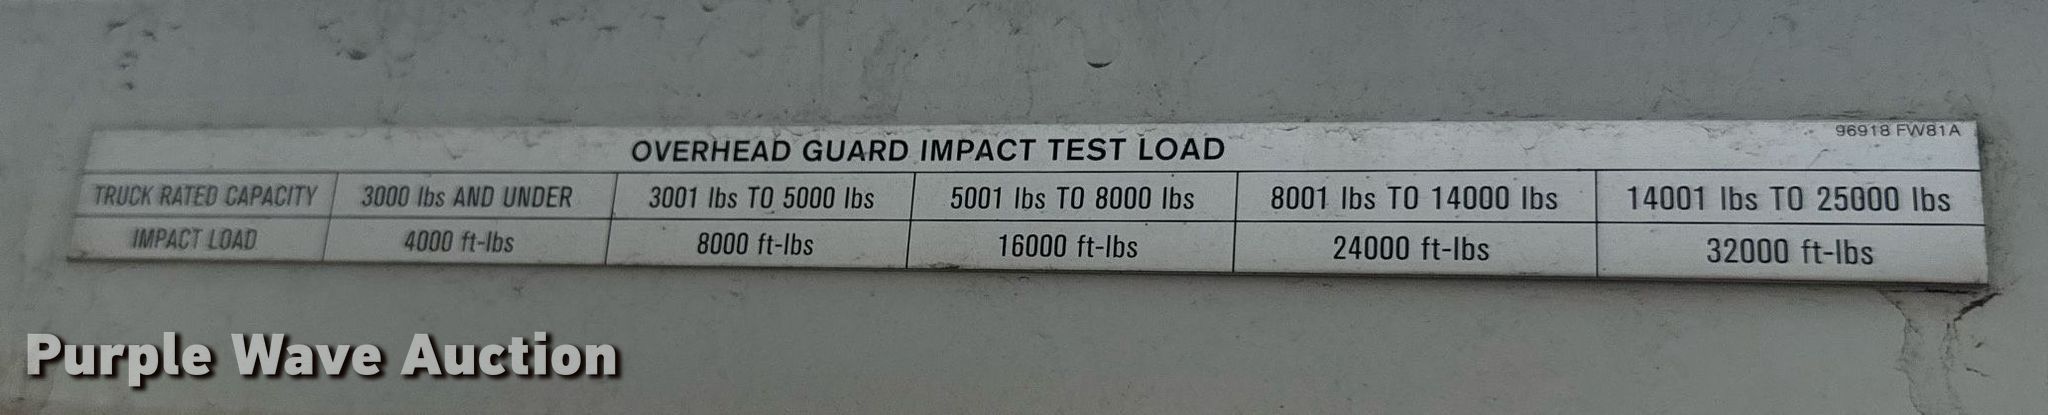 96918 FW81A
OVERHEAD GUARD IMPACT TEST LOAD
TRUCK RATED CAPACITY 3000 lbs AND UNDER 3001 lbs TO 5000 lbs 5001 lbs TO 8000 lbs 8001 lbs TO 14000 lbs 14001 lbs TO 25000 lbs
IMPACT LOAD 4000 ft-lbs 8000 ft-lbs 16000 ft-lbs 24000 ft-lbs 32000 ft-lbs
Purple Wave Auction